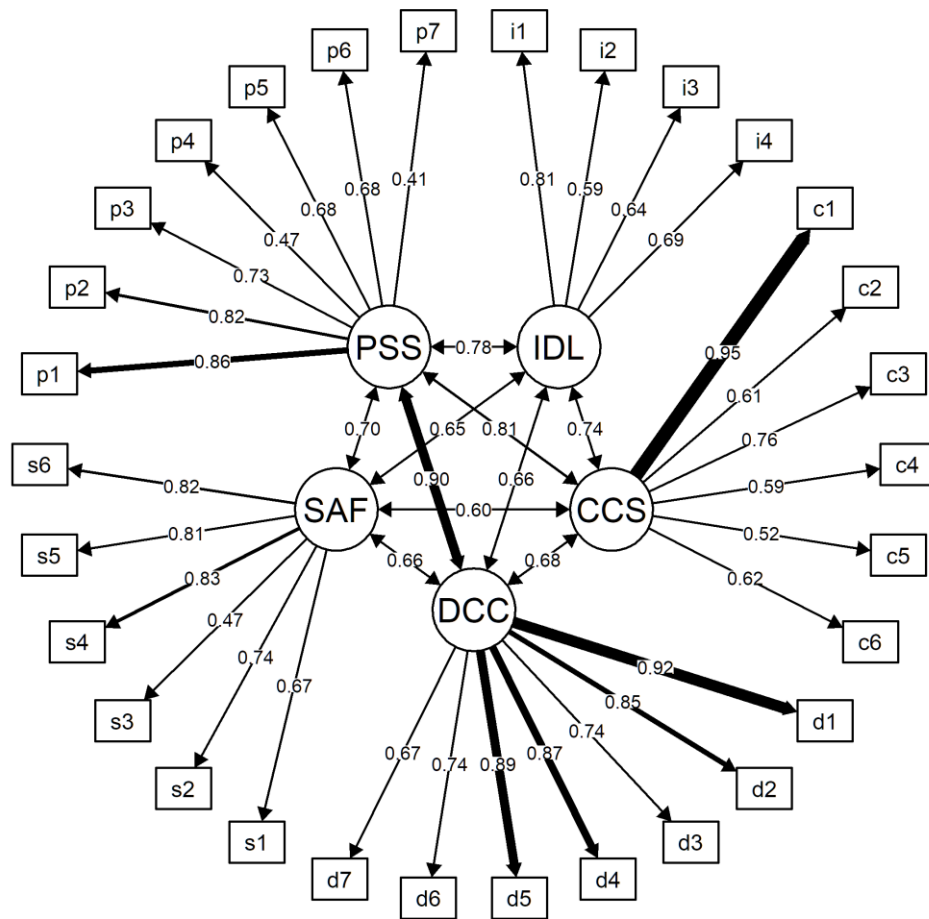 p7
i1
p6
i2
p5
i3
p4
i4
p3
c1
p2
c2
p1
c3
s6
c4
s5
c5
s4
c6
s3
d1
s2
d2
s1
d3
d7
d6
d5
d4
PSS
IDL
SAF
CCS
DCC
0.41
0.68
0.68
0.47
0.73
0.82
0.86
0.81
0.59
0.64
0.69
0.95
0.61
0.76
0.59
0.52
0.62
0.78
0.70
0.65
0.81
0.74
0.90
0.66
0.60
0.66
0.68
0.82
0.81
0.83
0.47
0.74
0.67
0.92
0.85
0.74
0.87
0.89
0.74
0.67